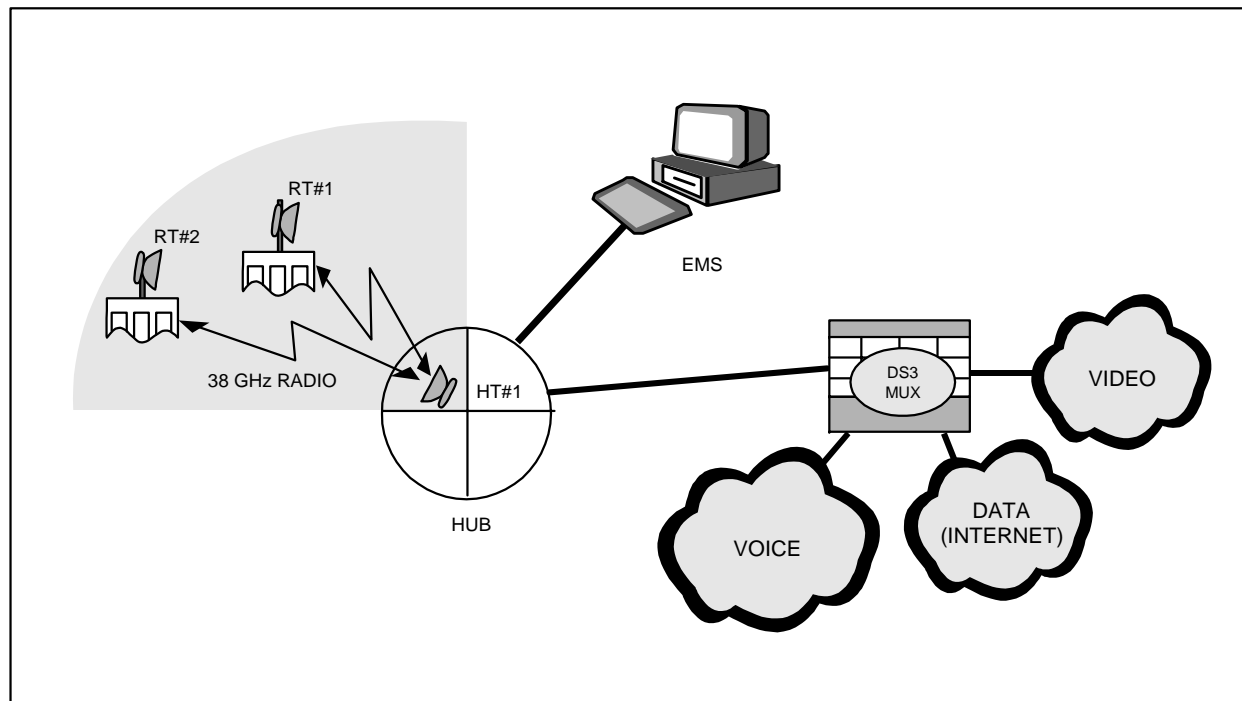 RT#1
RT#2
EMS
38 GHz RADIO
HT#1
HUB
DS3
MUX
VIDEO
VOICE
DATA
(INTERNET)